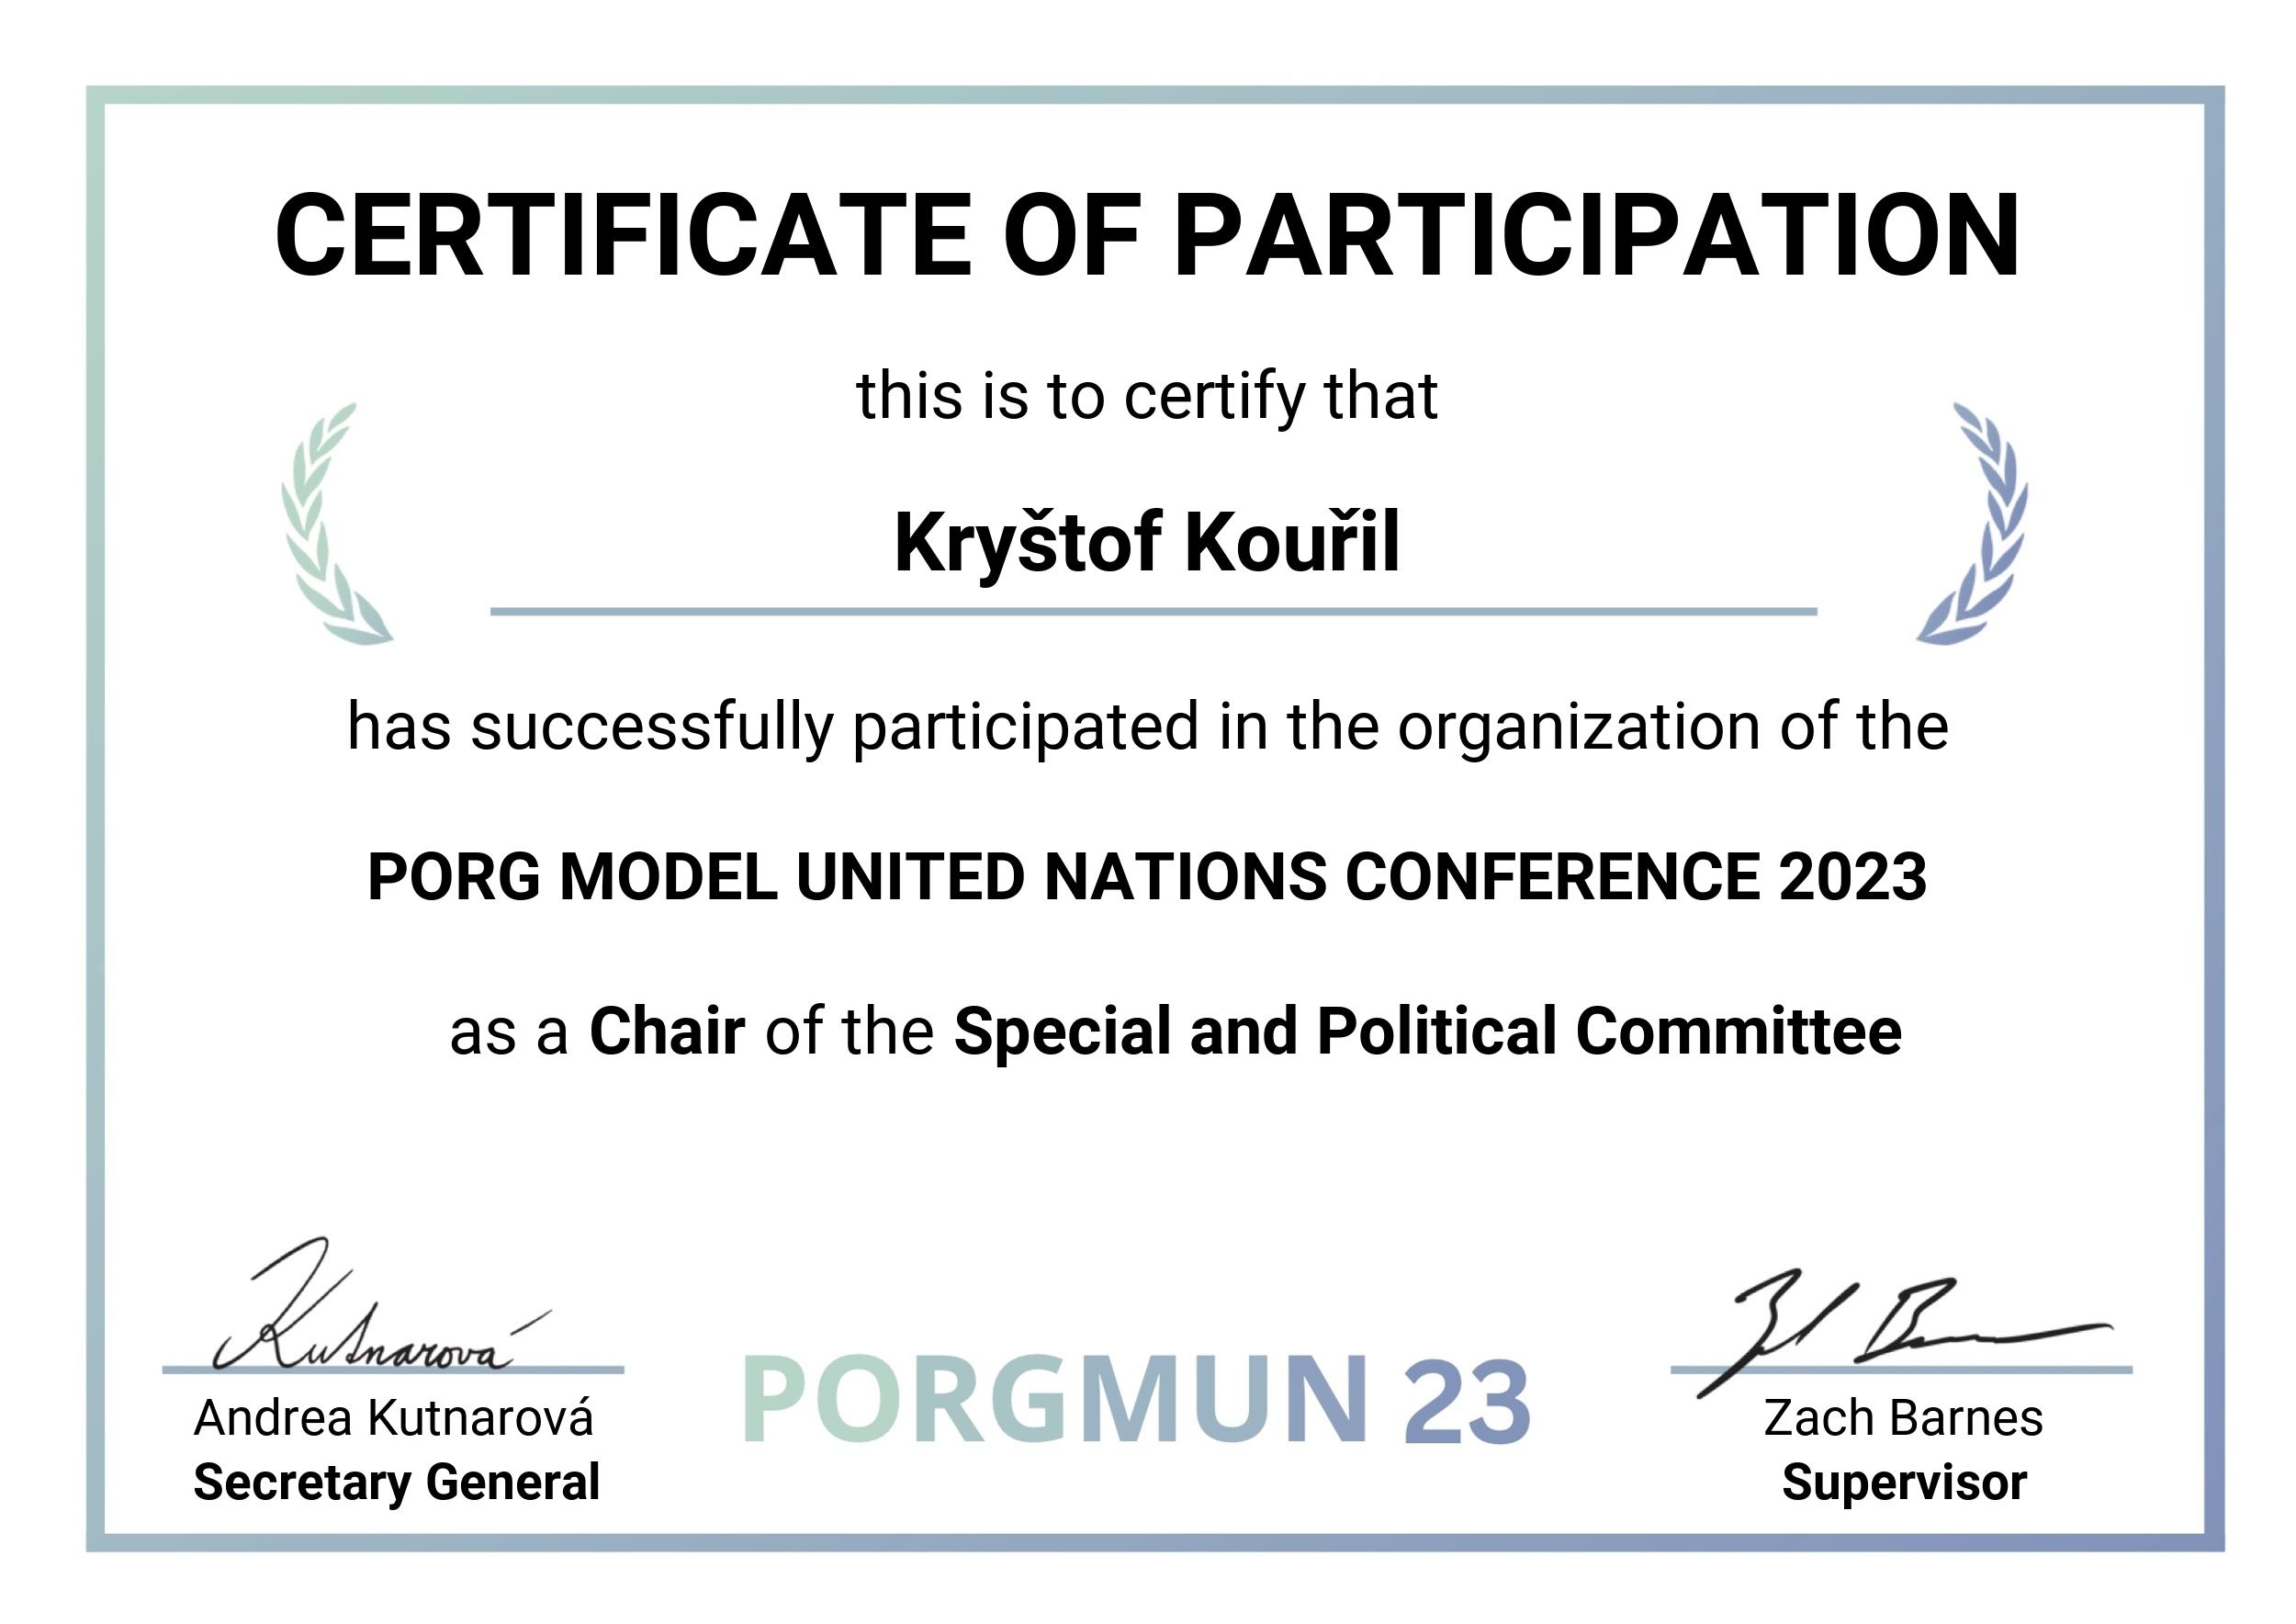 CERTIFICATE OF PARTICIPATION
this is to certify that
Kryštof Kouřil
has successfully participated in the organization of the
PORG MODEL UNITED NATIONS CONFERENCE 2023
as a Chair of the Special and Political Committee
Kutnarová
Andrea Kutnarová
Secretary General
PORGMUN 23
Zach Barnes
Supervisor